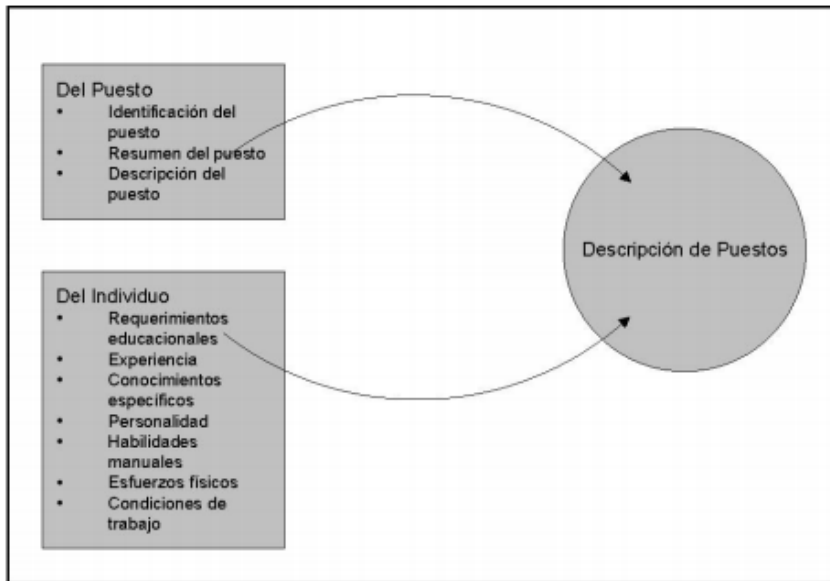 Del Puesto
• Identificación del
puesto
• Resumen del puesto
• Descripción del
puesto
Del Individuo
• Requerimientos
educacionales
• Experiencia
• Conocimientos
específicos
• Personalidad
• Habilidades
manuales
• Esfuerzos físicos
• Condiciones de
trabajo
Descripción de Puestos